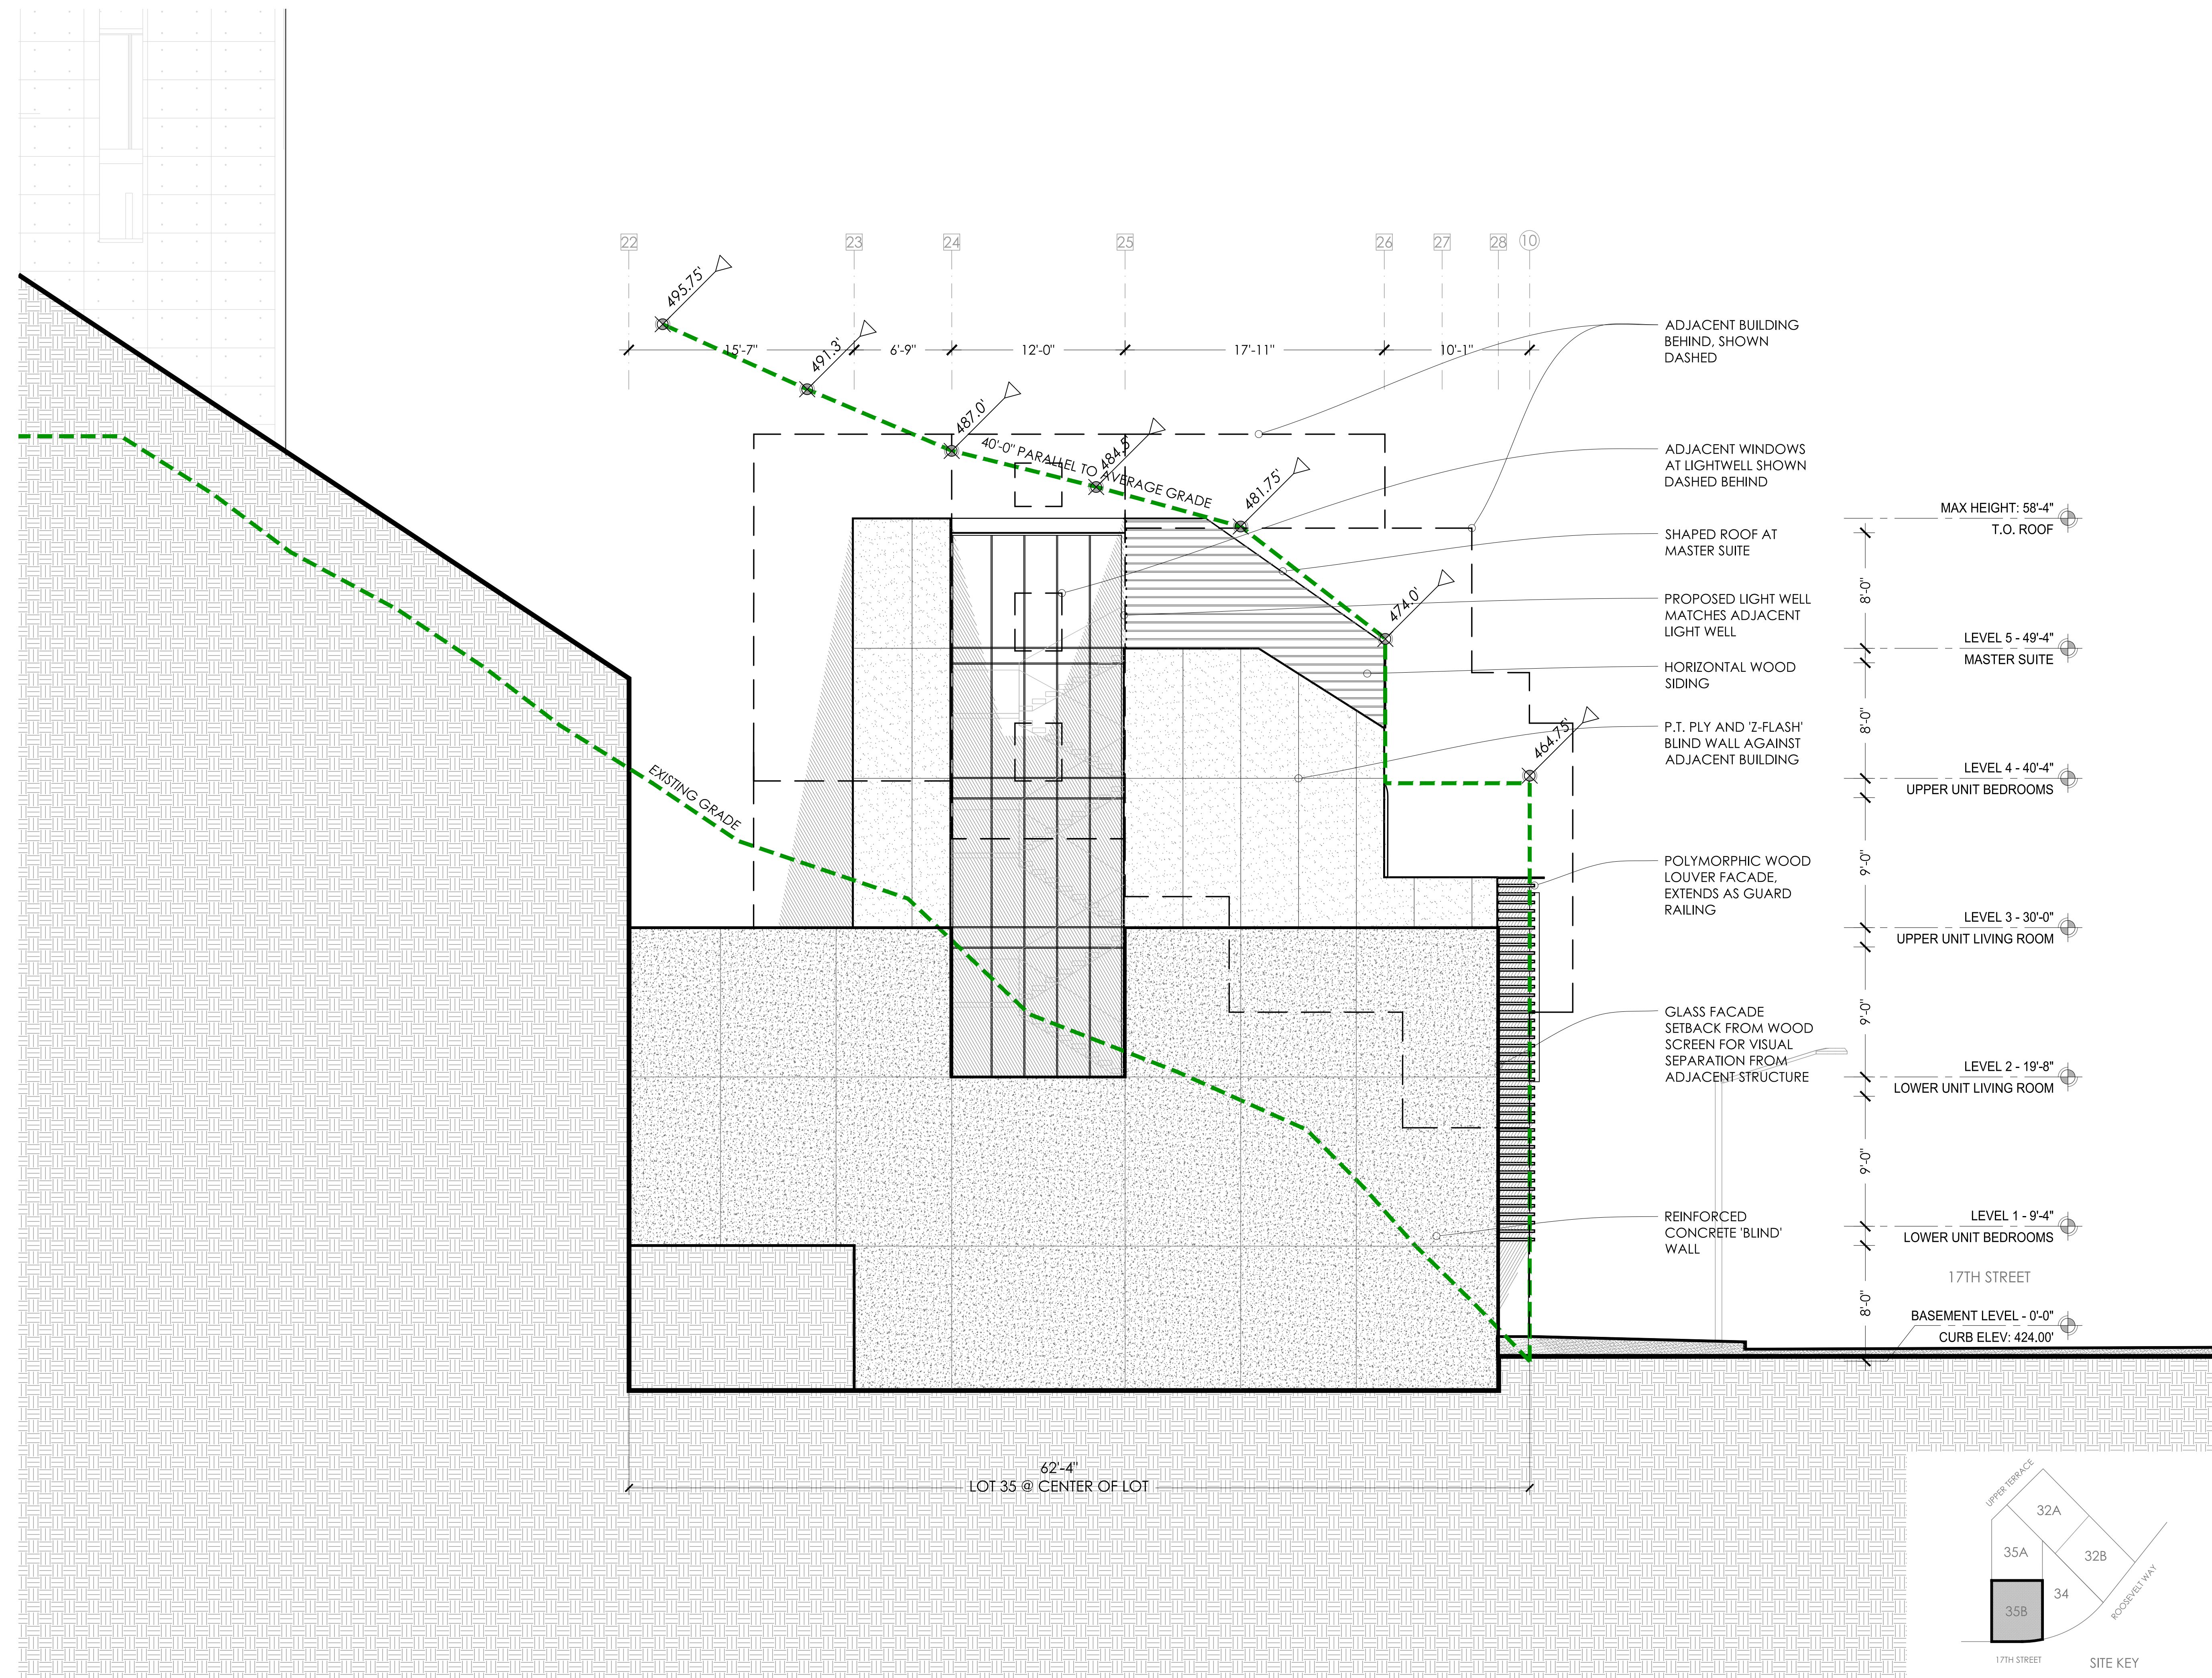 22
23
24
25
26
27
28
10
495.75'
491.3'
487.0'
484.5'
481.75'
474.0'
464.75'
15'-7"
6'-9"
12'-0"
17'-11"
10'-1"
40'-0" PARALLEL TO AVERAGE GRADE
EXISTING GRADE
ADJACENT BUILDING
BEHIND, SHOWN
DASHED
ADJACENT WINDOWS
AT LIGHTWELL SHOWN
DASHED BEHIND
SHAPED ROOF AT
MASTER SUITE
PROPOSED LIGHT WELL
MATCHES ADJACENT
LIGHT WELL
HORIZONTAL WOOD
SIDING
P.T. PLY AND 'Z-FLASH'
BLIND WALL AGAINST
ADJACENT BUILDING
POLYMORPHIC WOOD
LOUVER FACADE,
EXTENDS AS GUARD
RAILING
GLASS FACADE
SETBACK FROM WOOD
SCREEN FOR VISUAL
SEPARATION FROM
ADJACENT STRUCTURE
REINFORCED
CONCRETE 'BLIND'
WALL
8'-0"
8'-0"
9'-0"
9'-0"
9'-0"
8'-0"
MAX HEIGHT: 58'-4"
T.O. ROOF
LEVEL 5 - 49'-4"
MASTER SUITE
LEVEL 4 - 40'-4"
UPPER UNIT BEDROOMS
LEVEL 3 - 30'-0"
UPPER UNIT LIVING ROOM
LEVEL 2 - 19'-8"
LOWER UNIT LIVING ROOM
LEVEL 1 - 9'-4"
LOWER UNIT BEDROOMS
17TH STREET
BASEMENT LEVEL - 0'-0"
CURB ELEV: 424.00'
62'-4"
LOT 35 @ CENTER OF LOT
UPPER TERRACE
32A
35A
32B
34
35B
ROOSEVELT WAY
17TH STREET
SITE KEY